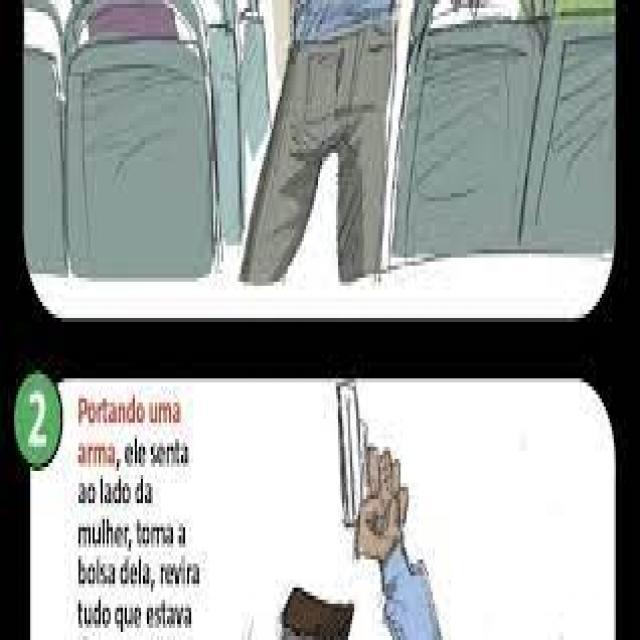 2
Portando uma
arma, ele senta
ao lado da
mulher, toma a
bolsa dela, revira
tudo que estava